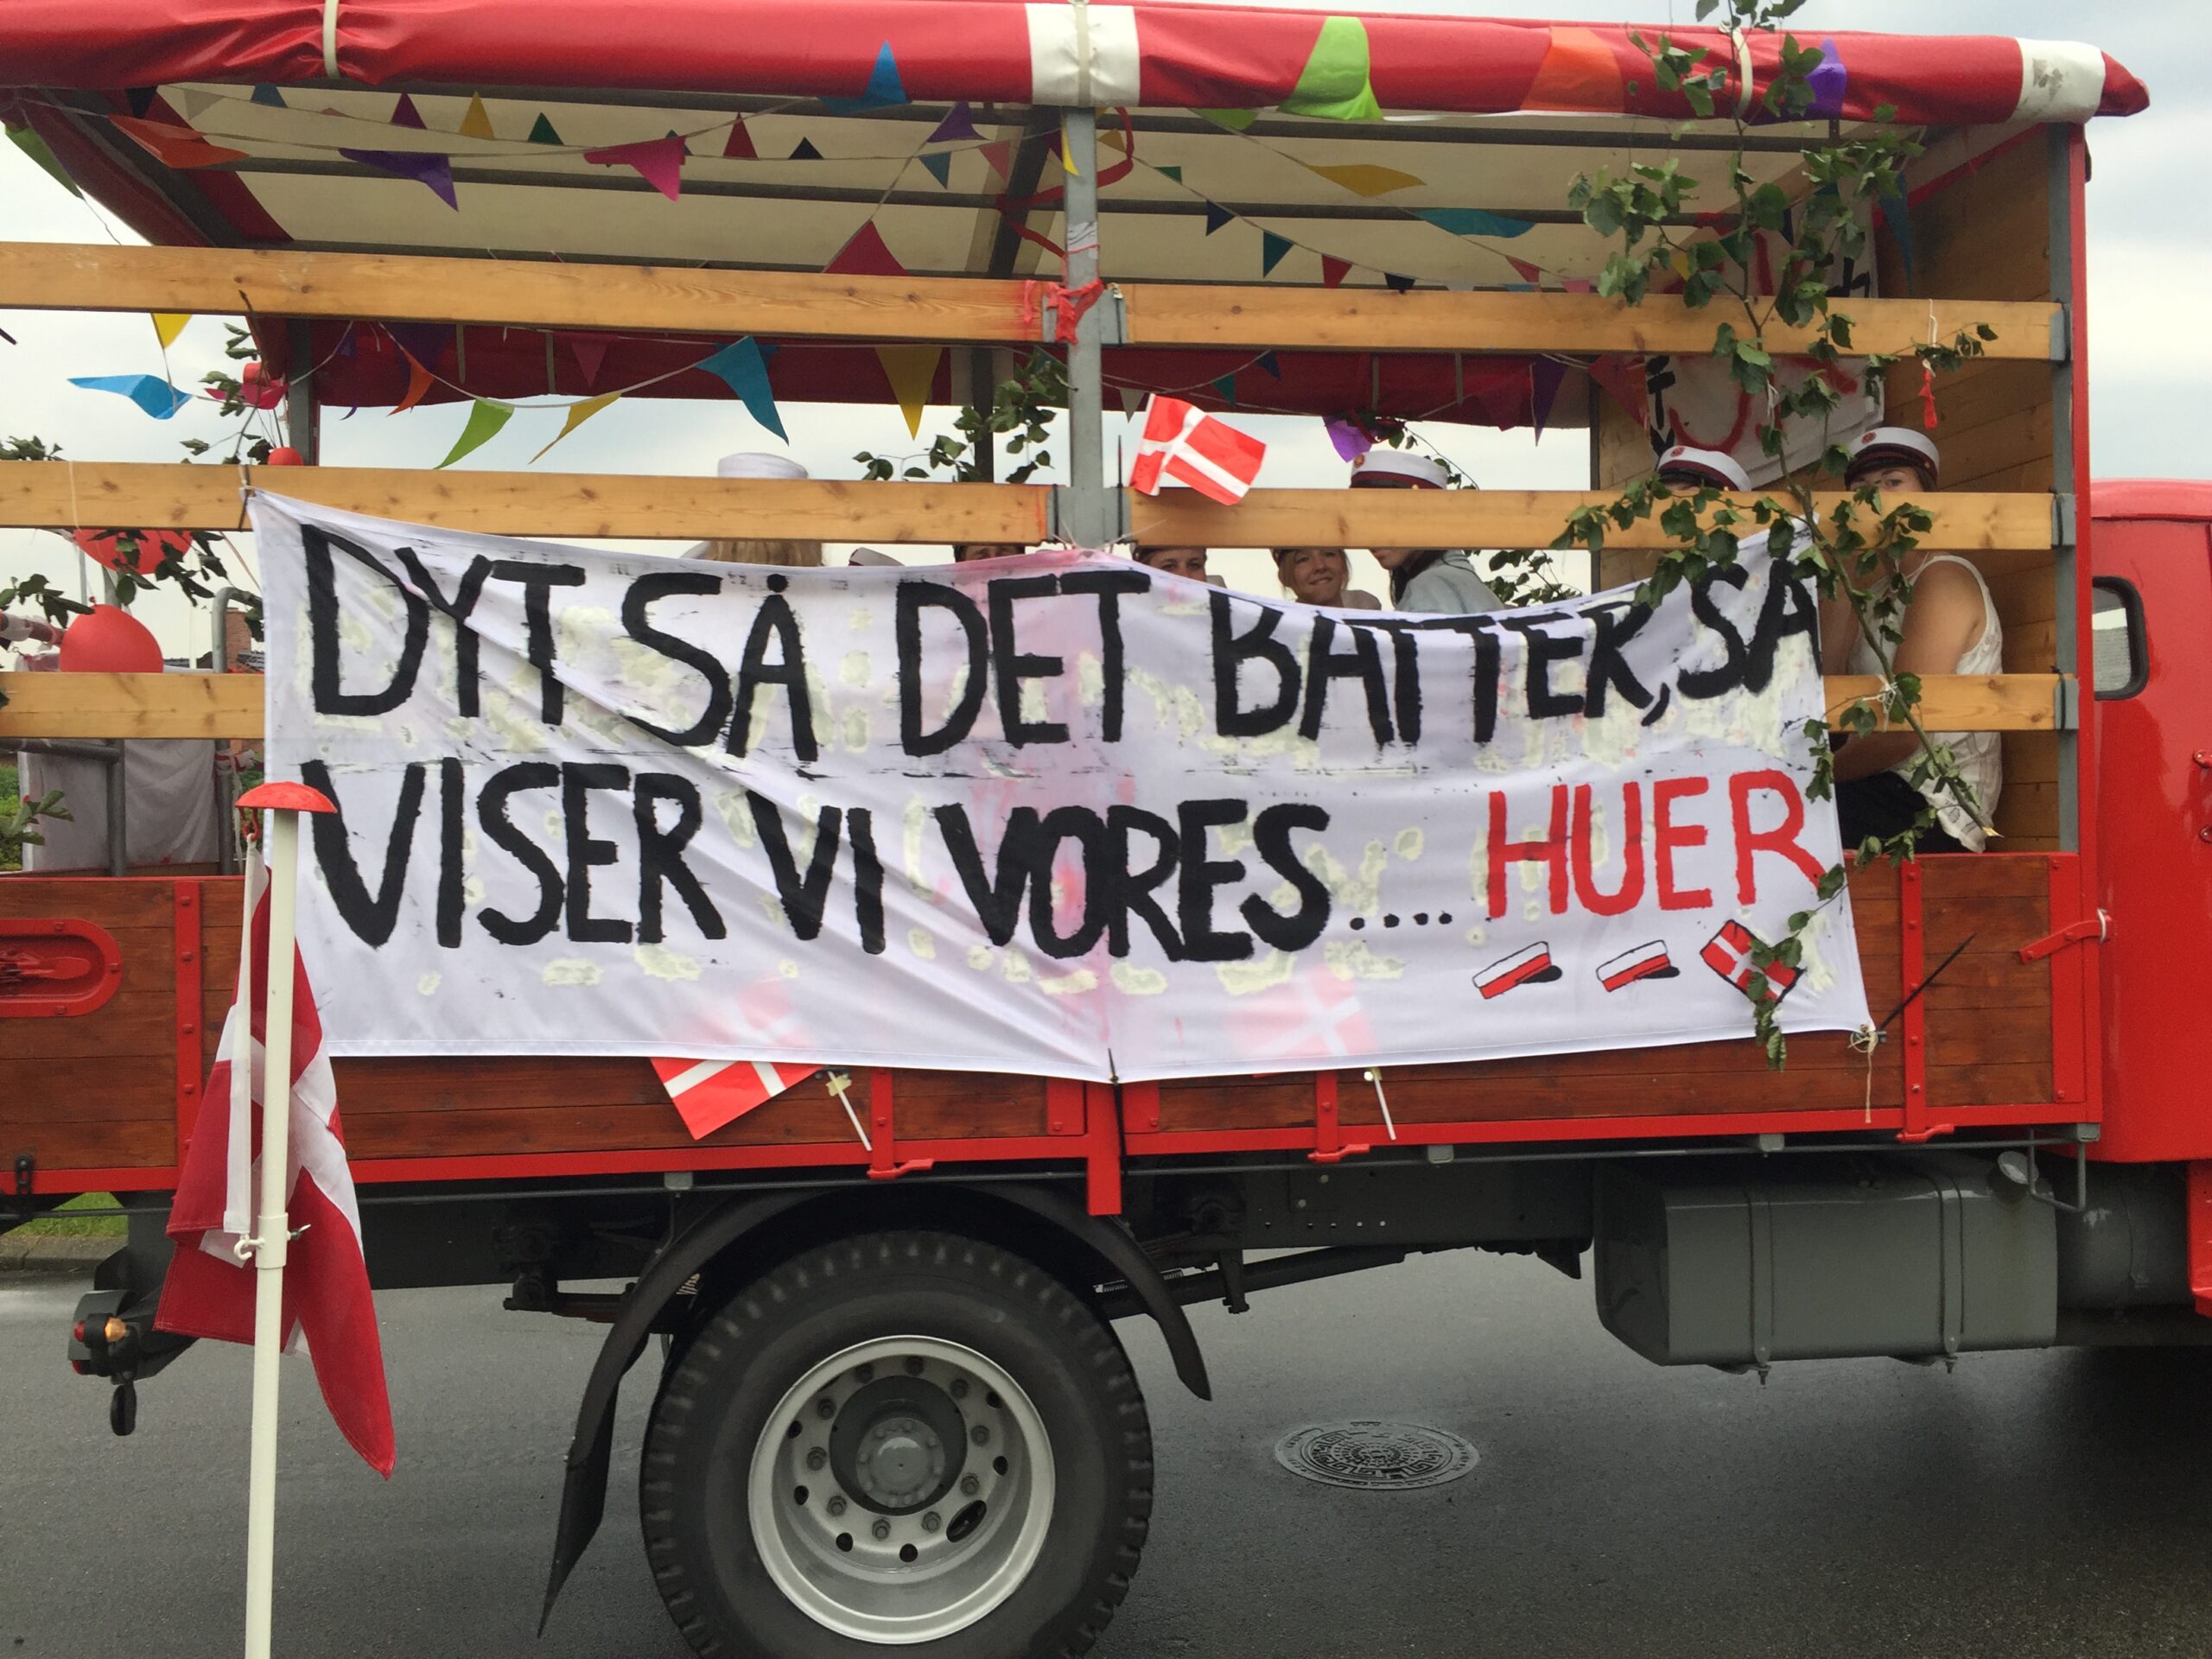 DYT SÅ DET BATTER, SÅ
VISER VI VORES.... HUER